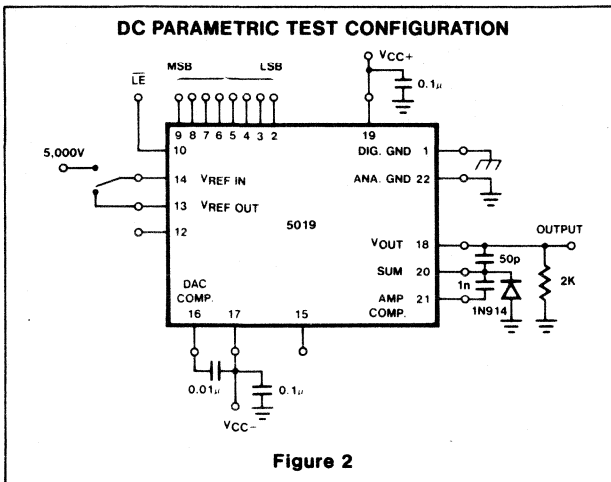 DC PARAMETRIC TEST CONFIGURATION
VCC+
MSB LSB
L̅E̅
0.1μ
9 8 7 6 5 4 3 2 19
10 DIG. GND 1
5,000V
14 VREF IN ANA. GND 22
13 VREF OUT
5019
OUTPUT
12 VOUT 18
50p
SUM 20
2K
1n
DAC
COMP. AMP 21
COMP. 1N914
16 17 15
0.01μ 0.1μ
VCC-
Figure 2